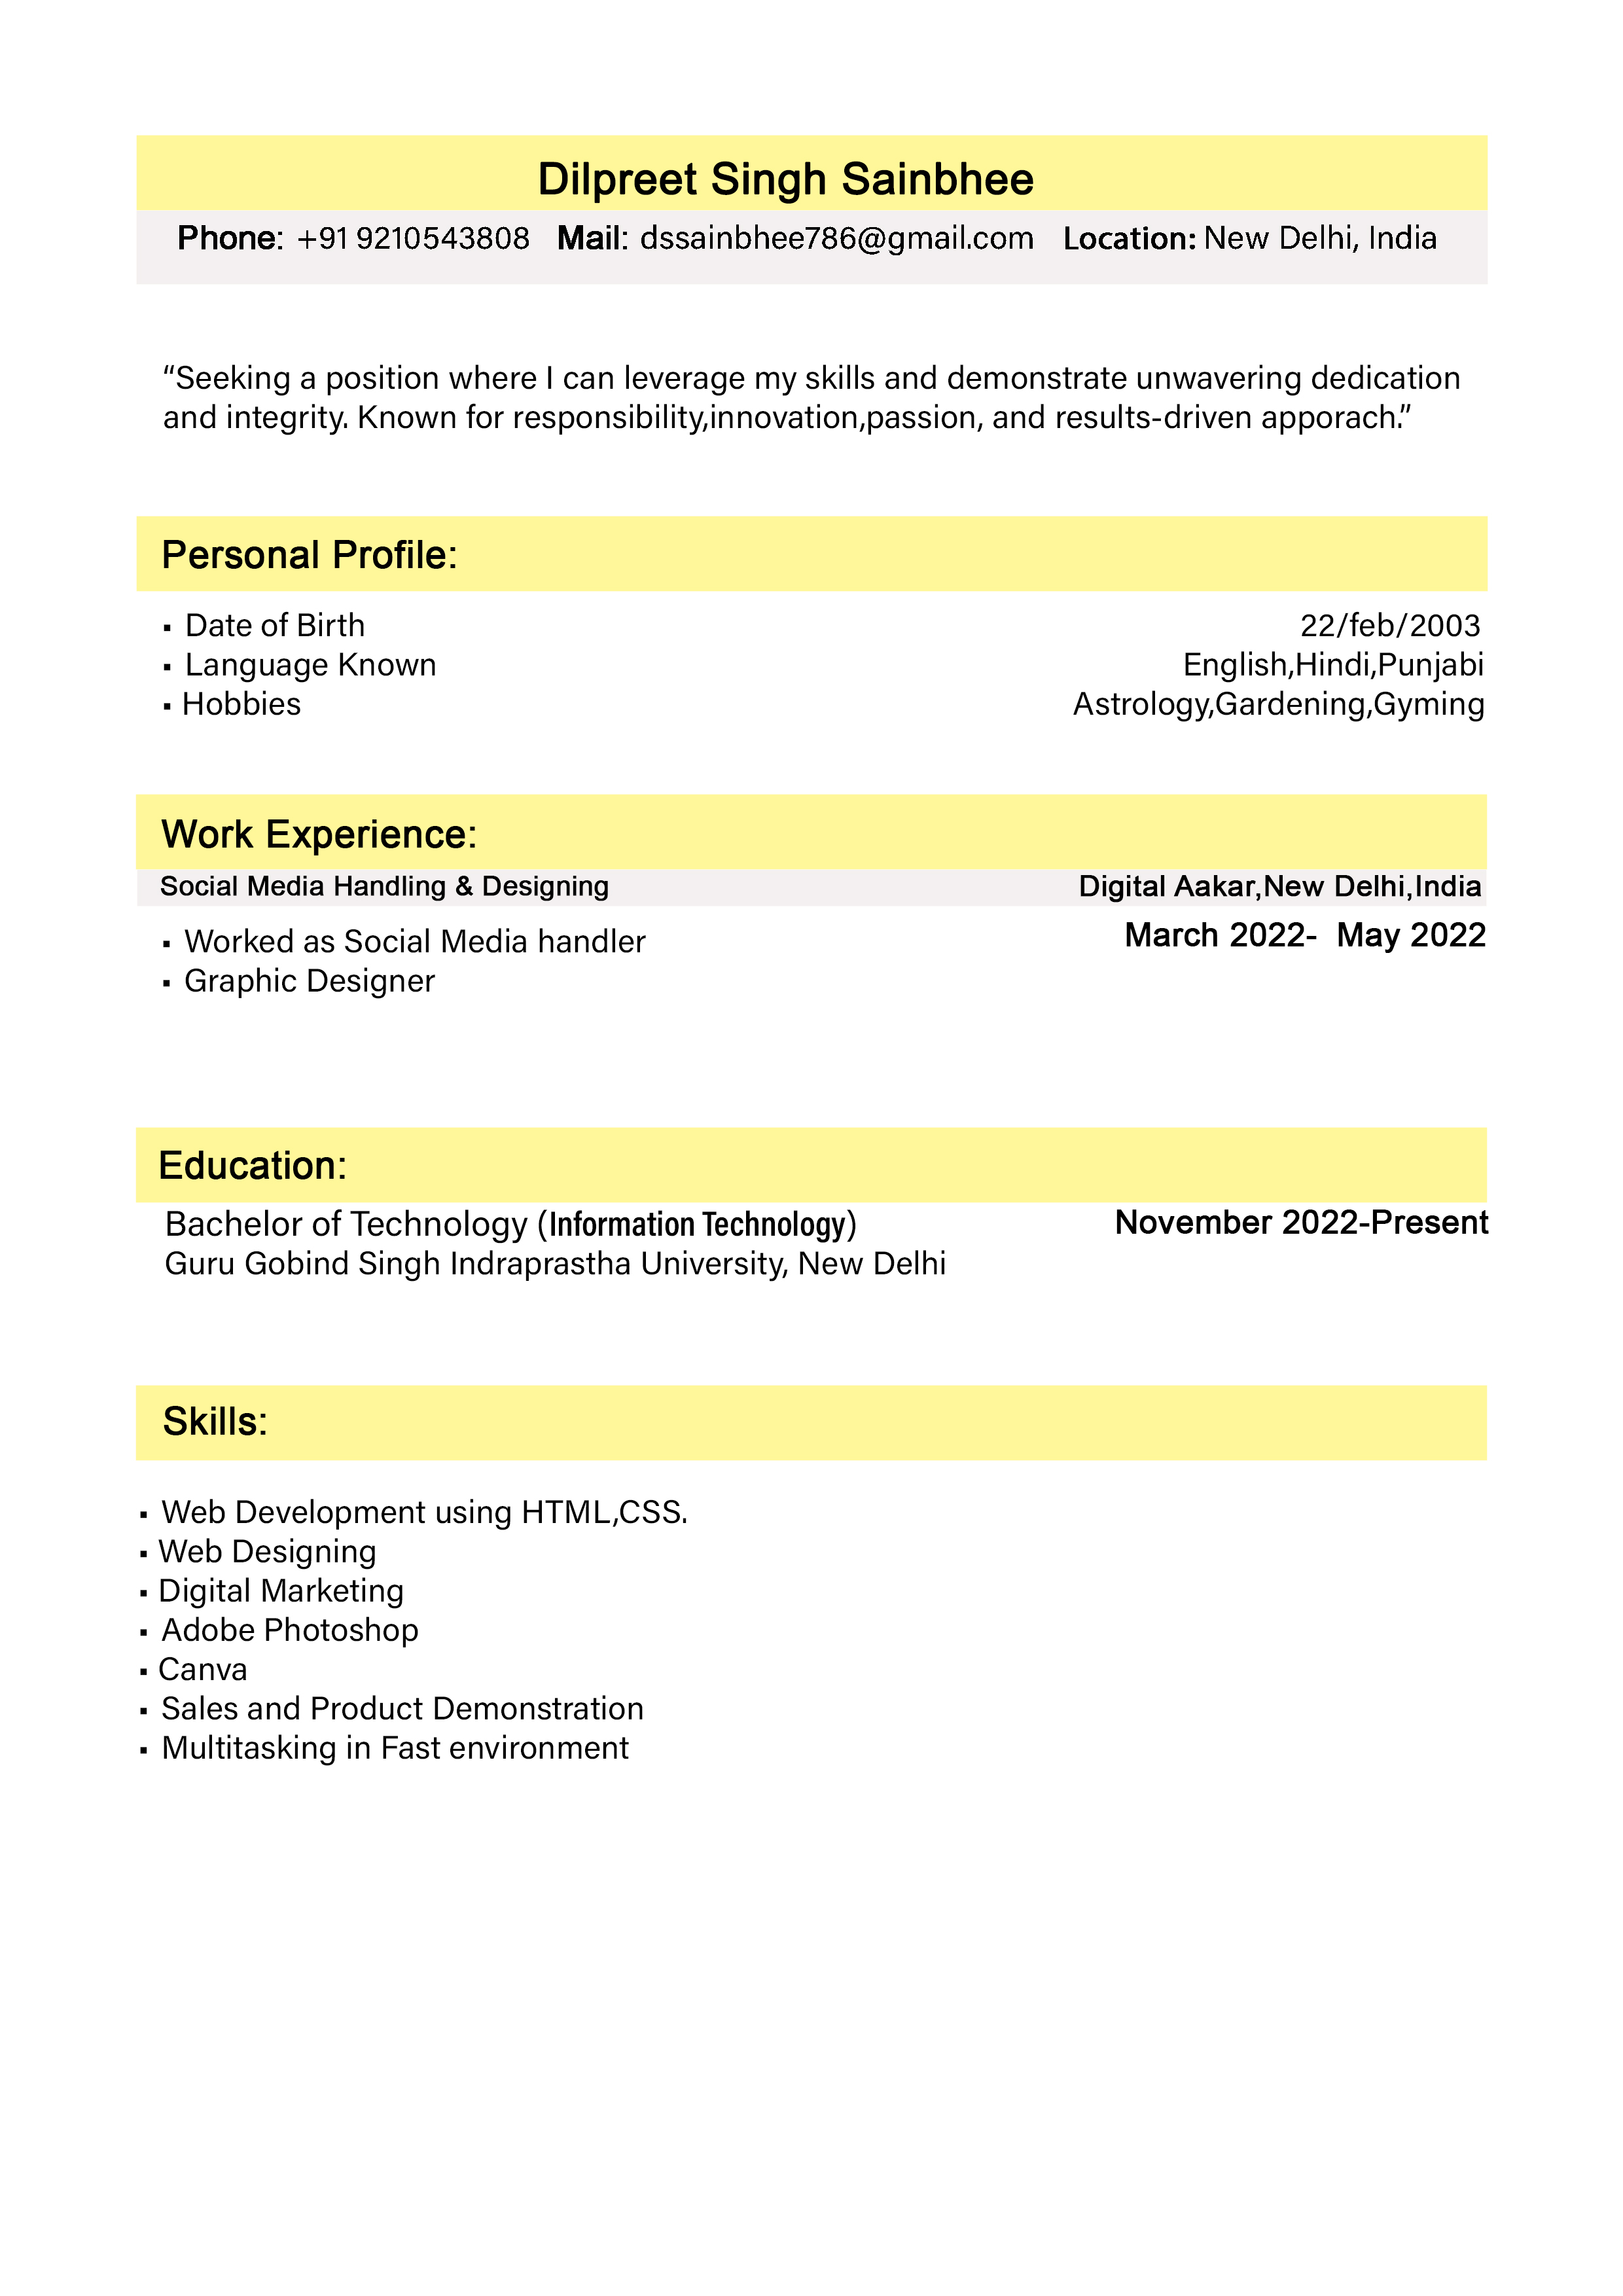 Dilpreet Singh Sainbhee
Phone: +91 9210543808 Mail: dssainbhee786@gmail.com Location: New Delhi, India
“Seeking a position where I can leverage my skills and demonstrate unwavering dedication
and integrity. Known for responsibility,innovation,passion, and results-driven apporach.”
Personal Profile:
▪ Date of Birth 22/feb/2003
▪ Language Known English,Hindi,Punjabi
▪ Hobbies Astrology,Gardening,Gyming
Work Experience:
Social Media Handling & Designing Digital Aakar,New Delhi,India
▪ Worked as Social Media handler March 2022- May 2022
▪ Graphic Designer
Education:
Bachelor of Technology (Information Technology) November 2022-Present
Guru Gobind Singh Indraprastha University, New Delhi
Skills:
▪ Web Development using HTML,CSS.
▪ Web Designing
▪ Digital Marketing
▪ Adobe Photoshop
▪ Canva
▪ Sales and Product Demonstration
▪ Multitasking in Fast environment